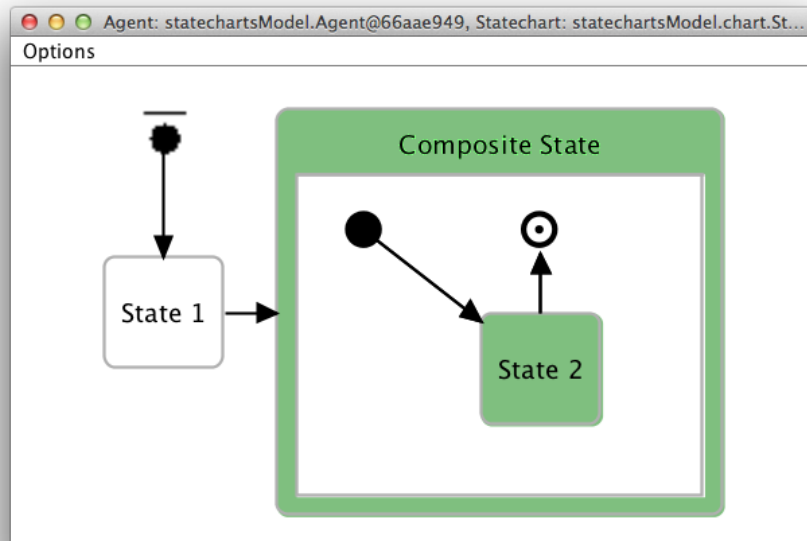 Agent: statechartsModel.Agent@66aae949, Statechart: statechartsModel.chart.St...
Options
Composite State
State 1
State 2